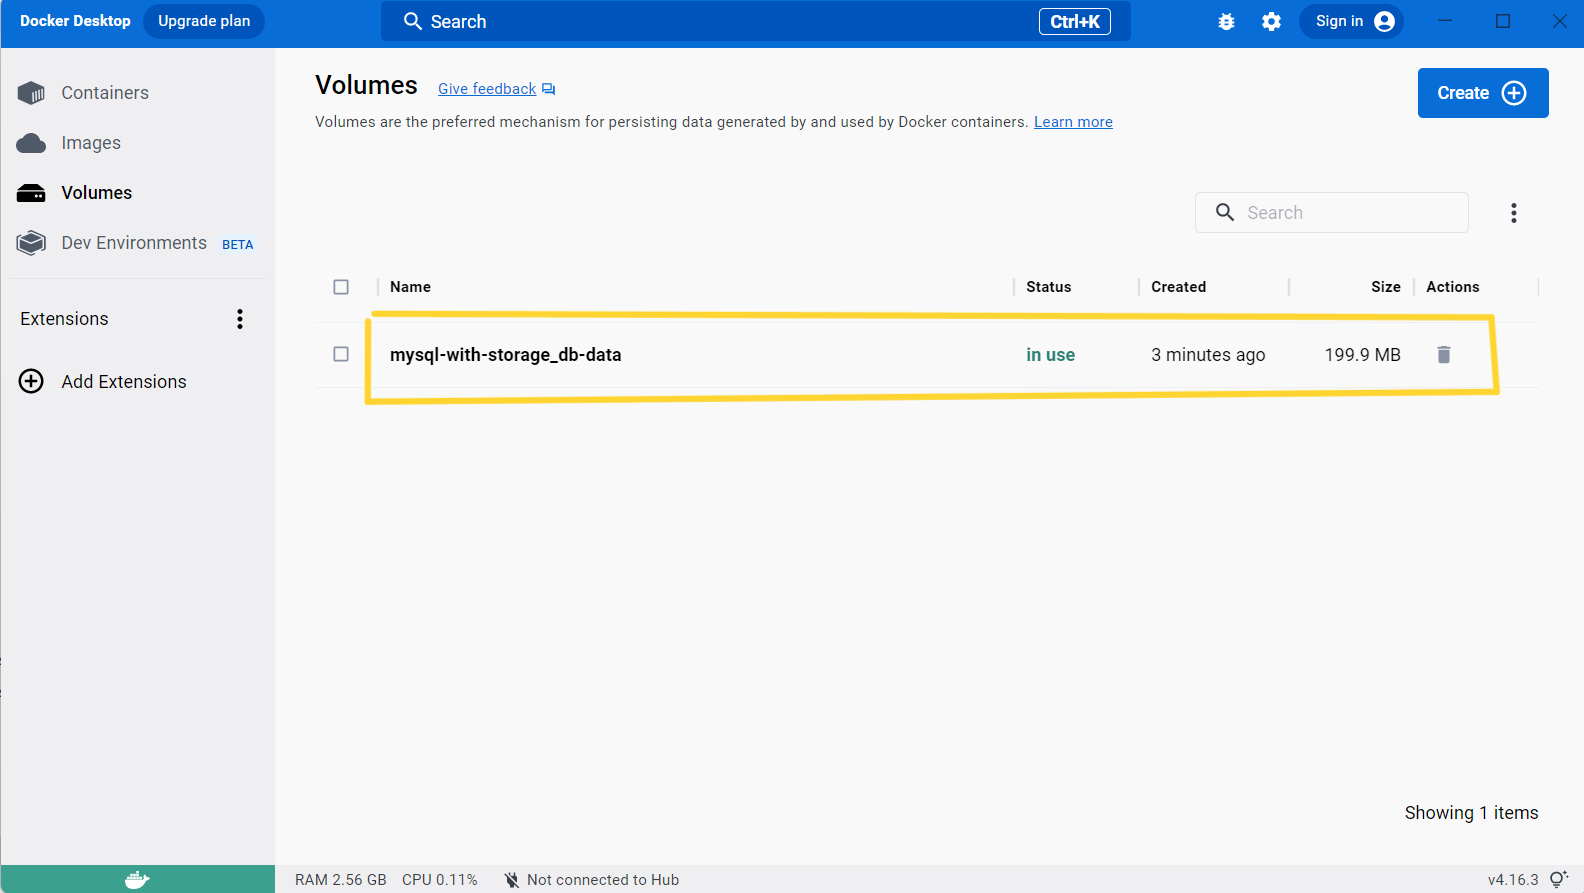 Docker Desktop Upgrade plan Search Ctrl+K Sign in
Containers
Images
Volumes
Dev Environments BETA
Extensions
Add Extensions
Volumes Give feedback
Create
Volumes are the preferred mechanism for persisting data generated by and used by Docker containers. Learn more
Search
Name Status Created Size Actions
mysql-with-storage_db-data in use 3 minutes ago 199.9 MB
Showing 1 items
RAM 2.56 GB CPU 0.11% Not connected to Hub v4.16.3